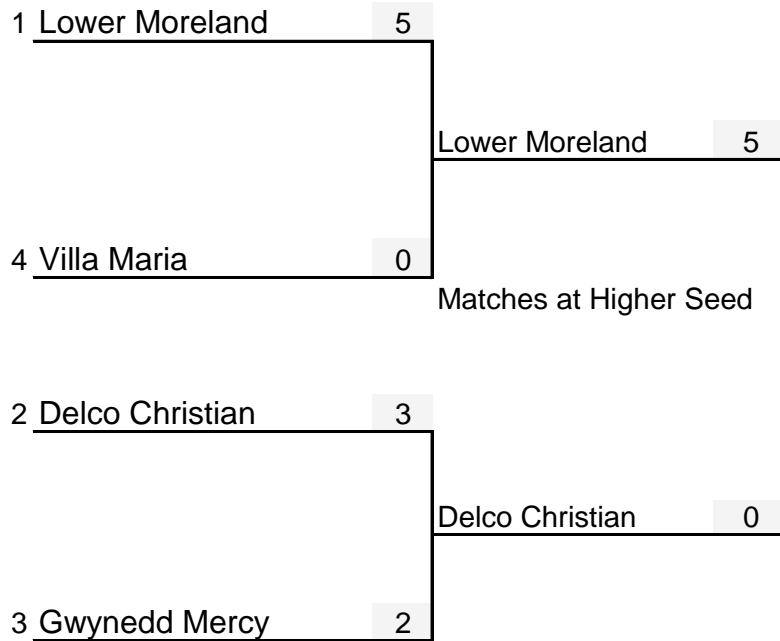 1 Lower Moreland 5
Lower Moreland 5
4 Villa Maria 0
Matches at Higher Seed
2 Delco Christian 3
Delco Christian 0
3 Gwynedd Mercy 2